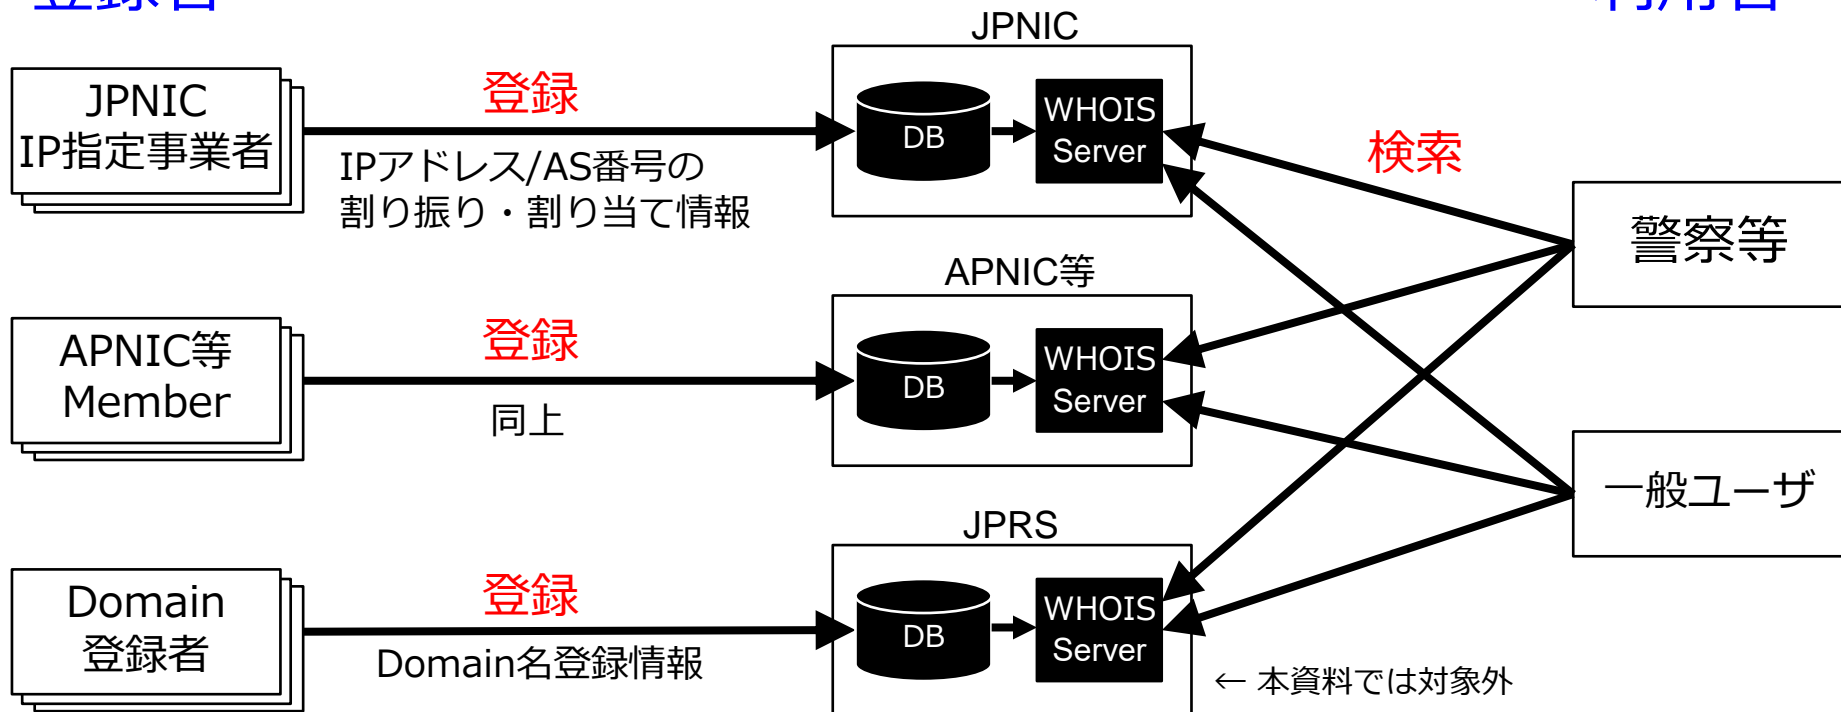 JPNIC
JPNIC
IP指定事業者
登録
IPアドレス/AS番号の
割り振り・割り当て情報
DB
WHOIS
Server
検索
警察等
APNIC等
APNIC等
Member
登録
同上
DB
WHOIS
Server
一般ユーザ
JPRS
Domain
登録者
登録
Domain名登録情報
DB
WHOIS
Server
← 本資料では対象外